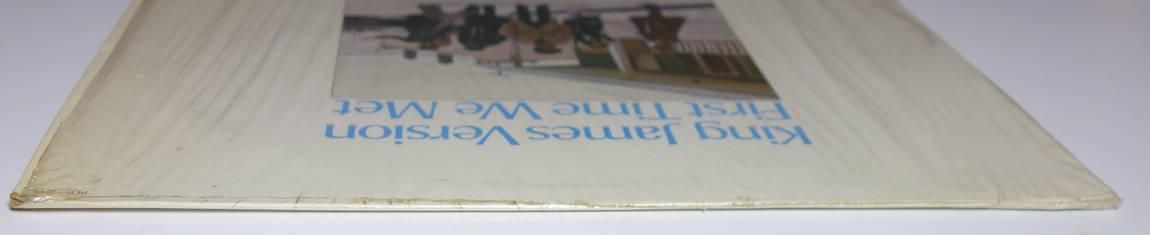 King James Version
First Time We Met